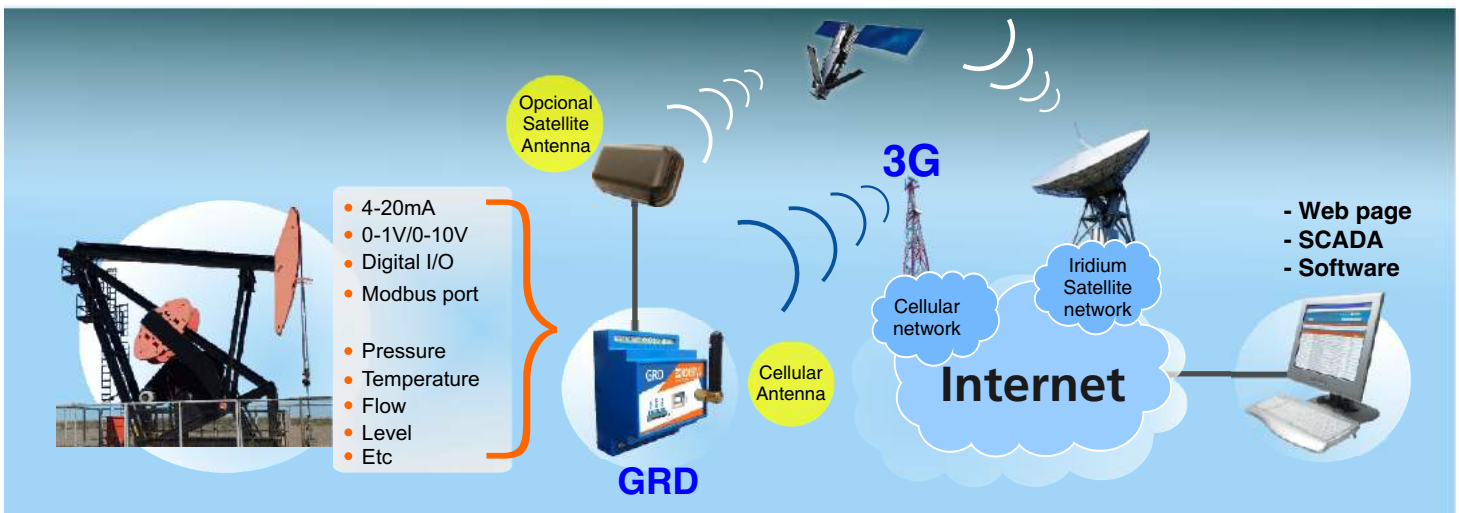 Opcional
Satellite
Antenna
3G
4-20mA
0-1V/0-10V
Digital I/O
Modbus port
Pressure
Temperature
Flow
Level
Etc
GRD
Cellular
Antenna
GRD
Cellular
network
Iridium
Satellite
network
Internet
- Web page
- SCADA
- Software